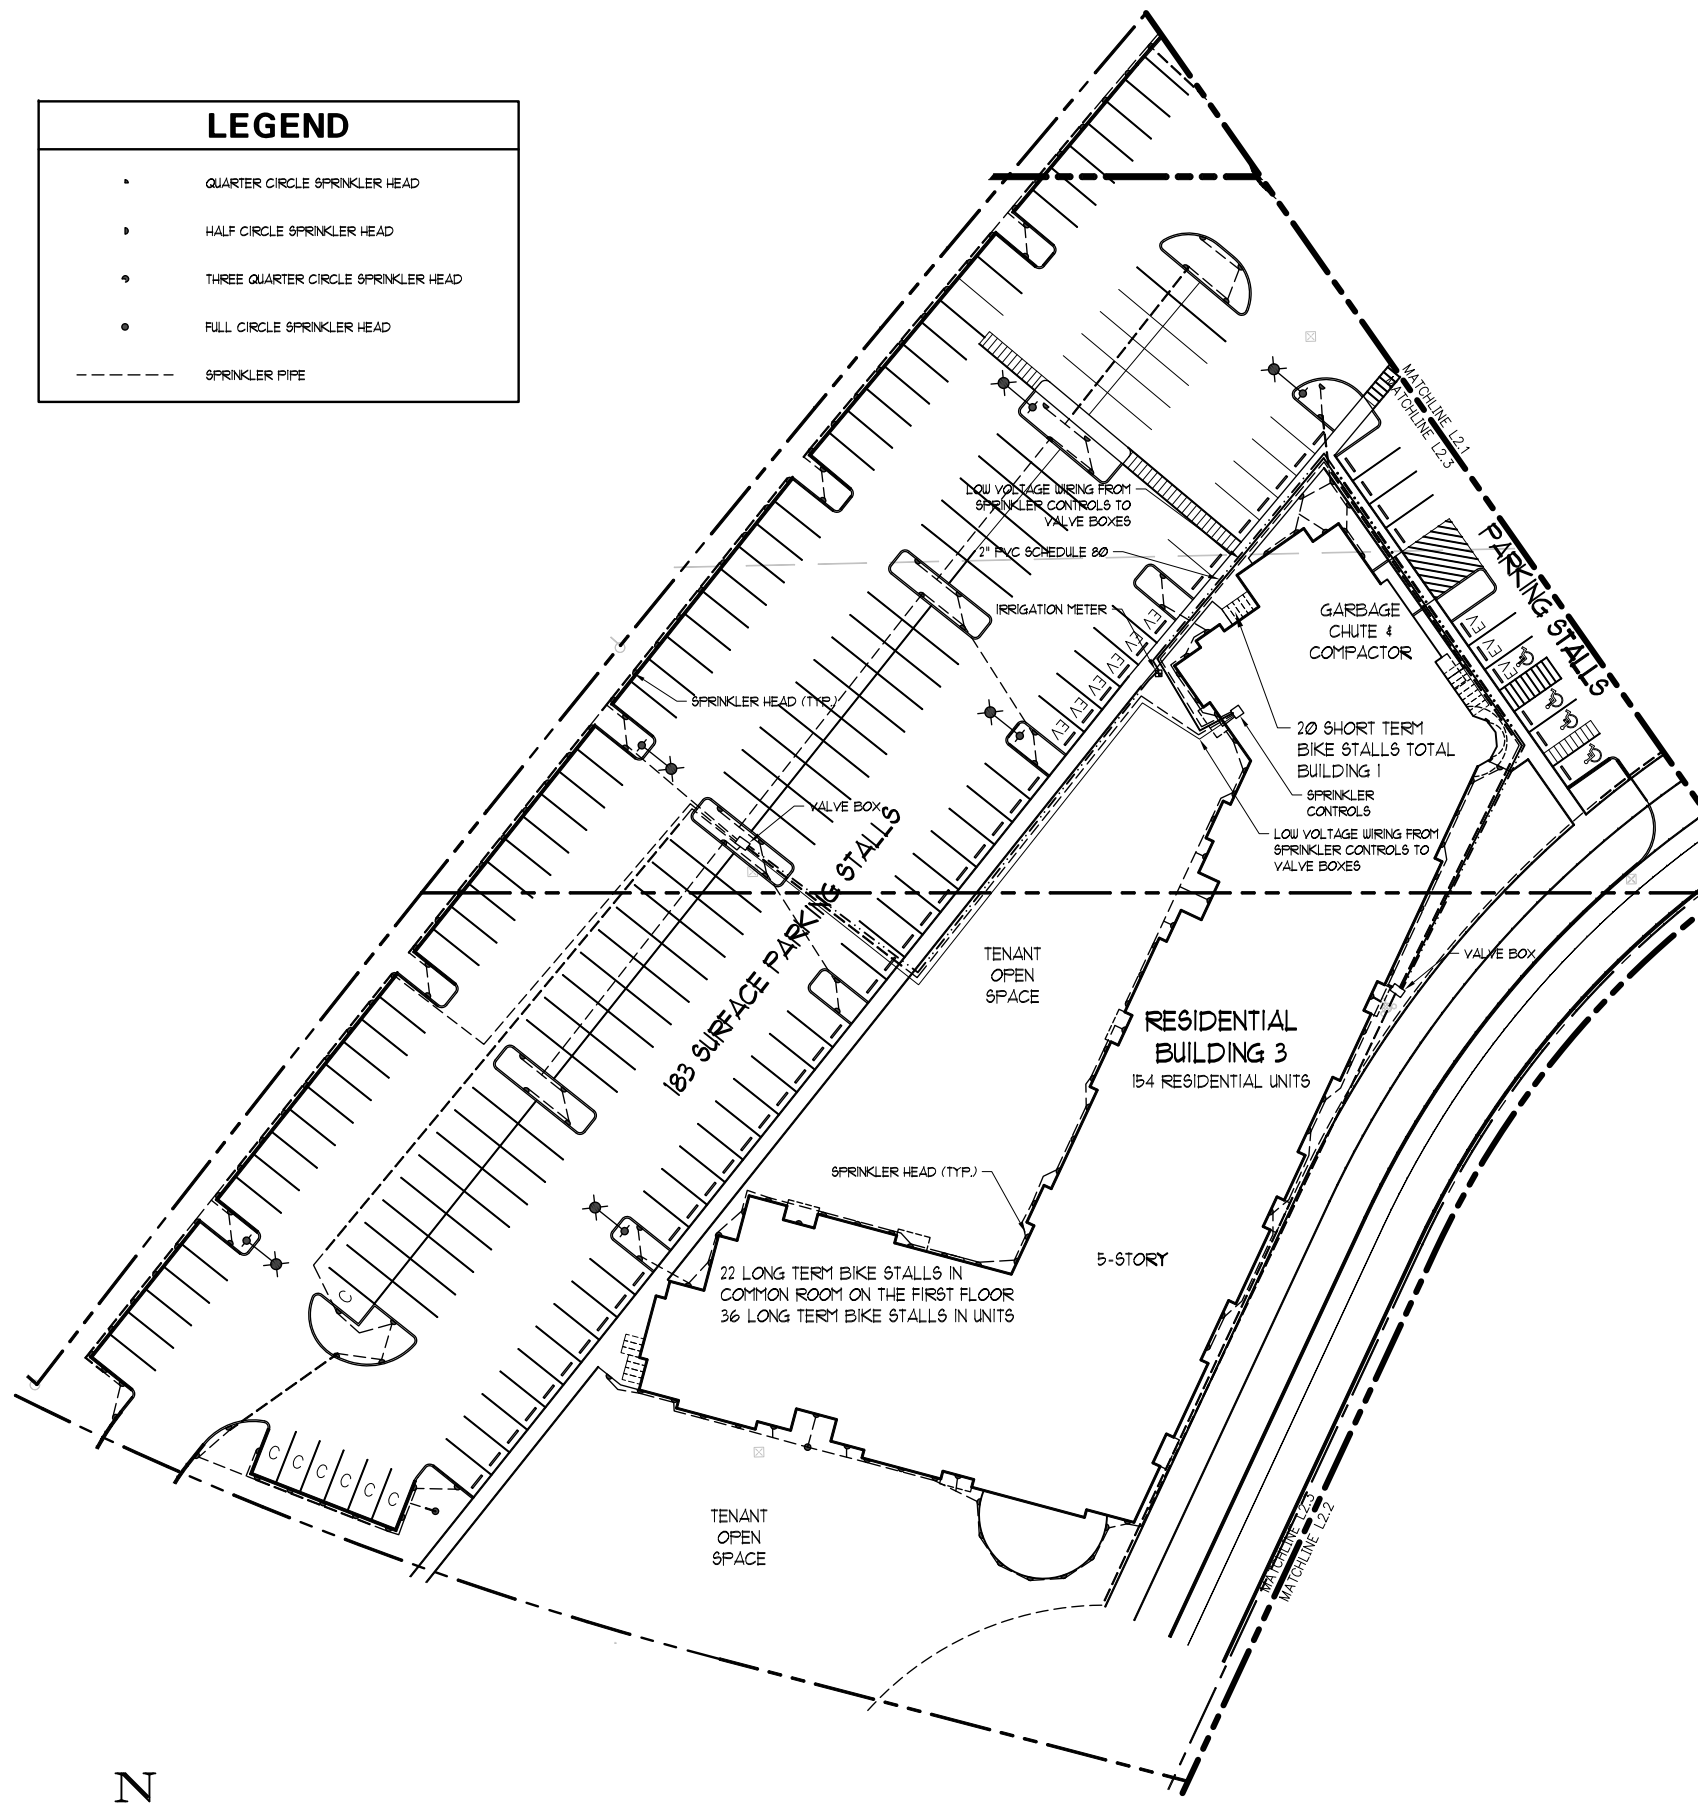 LEGEND
QUARTER CIRCLE SPRINKLER HEAD
HALF CIRCLE SPRINKLER HEAD
THREE QUARTER CIRCLE SPRINKLER HEAD
FULL CIRCLE SPRINKLER HEAD
SPRINKLER PIPE
MATCHLINE L2.1
MATCHLINE L2.3
LOW VOLTAGE WIRING FROM
SPRINKLER CONTROLS TO
VALVE BOXES
2" PVC SCHEDULE 80
IRRIGATION METER
PARKING STALLS
GARBAGE
CHUTE &
COMPACTOR
EV
EV
EV
EV
EV
EV
EV
EV
SPRINKLER HEAD (TYP.)
20 SHORT TERM
BIKE STALLS TOTAL
BUILDING 1
SPRINKLER
CONTROLS
VALVE BOX
LOW VOLTAGE WIRING FROM
SPRINKLER CONTROLS TO
VALVE BOXES
183 SURFACE PARKING STALLS
TENANT
OPEN
SPACE
VALVE BOX
RESIDENTIAL
BUILDING 3
154 RESIDENTIAL UNITS
SPRINKLER HEAD (TYP.)
5-STORY
22 LONG TERM BIKE STALLS IN
COMMON ROOM ON THE FIRST FLOOR
36 LONG TERM BIKE STALLS IN UNITS
C
C
C
C
C
C
C
TENANT
OPEN
SPACE
MATCHLINE L2.3
MATCHLINE L2.2
N